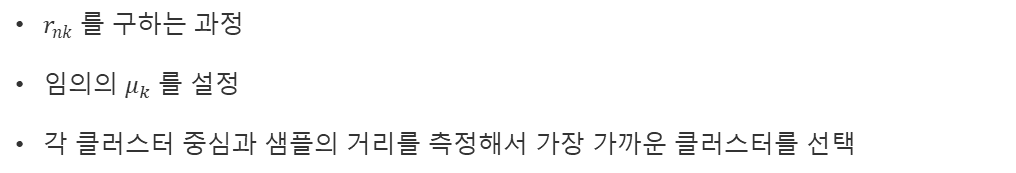 • r_{nk} 를 구하는 과정
• 임의의 μ_k 를 설정
• 각 클러스터 중심과 샘플의 거리를 측정해서 가장 가까운 클러스터를 선택